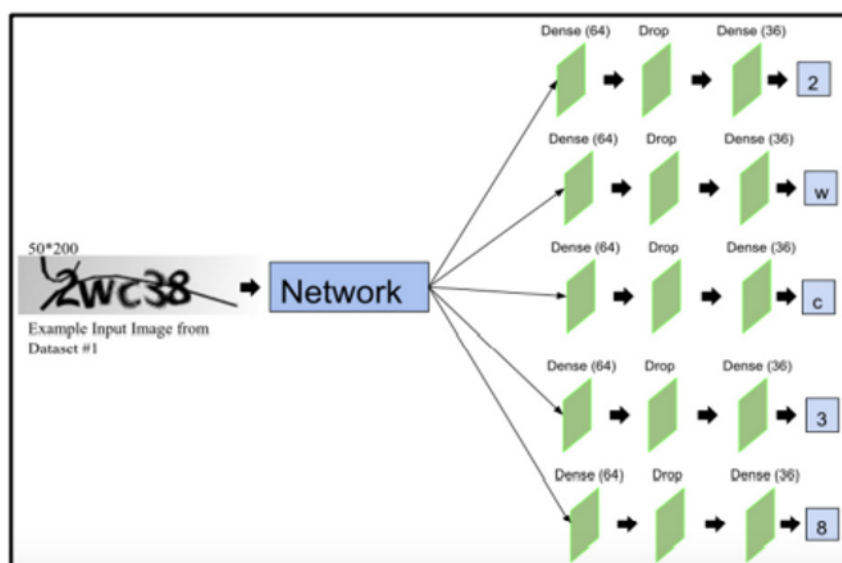 Dense (64) Drop Dense (36)
2
Dense (64) Drop Dense (36)
w
50*200
2wc38
Network
Dense (64) Drop Dense (36)
c
Example Input Image from
Dataset #1
Dense (64) Drop Dense (36)
3
Dense (64) Drop Dense (36)
8